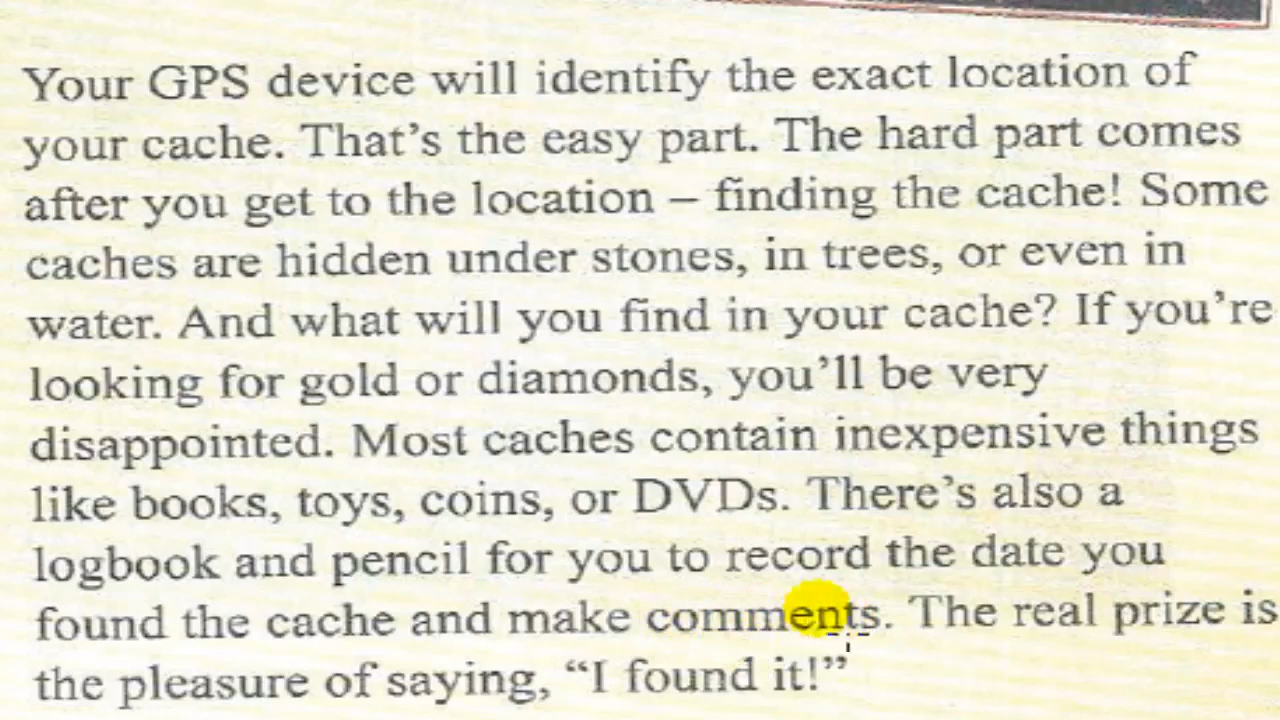 Your GPS device will identify the exact location of
your cache. That's the easy part. The hard part comes
after you get to the location – finding the cache! Some
caches are hidden under stones, in trees, or even in
water. And what will you find in your cache? If you're
looking for gold or diamonds, you'll be very
disappointed. Most caches contain inexpensive things
like books, toys, coins, or DVDs. There's also a
logbook and pencil for you to record the date you
found the cache and make comments. The real prize is
the pleasure of saying, “I found it!”